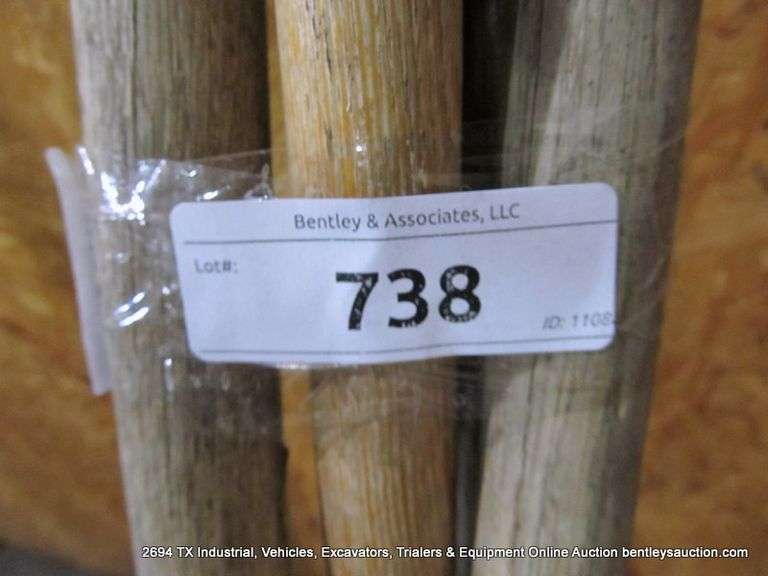 Bentley & Associates, LLC
Lot#:
738
ID: 1108
2694 TX Industrial, Vehicles, Excavators, Trialers & Equipment Online Auction bentleysauction.com